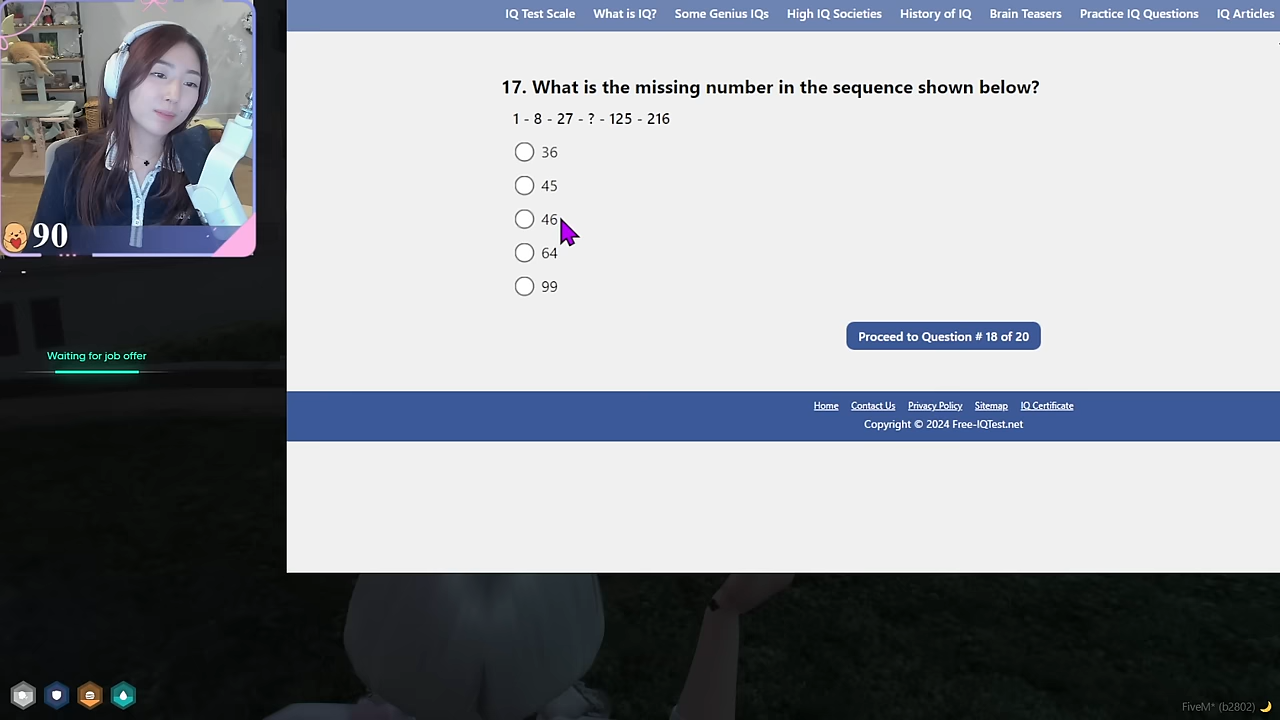 IQ Test Scale What is IQ? Some Genius IQs High IQ Societies History of IQ Brain Teasers Practice IQ Questions IQ Articles
17. What is the missing number in the sequence shown below?
1 - 8 - 27 - ? - 125 - 216
36
45
46
64
99
90
Proceed to Question # 18 of 20
Waiting for job offer
Home Contact Us Privacy Policy Sitemap IQ Certificate
Copyright © 2024 Free-IQTest.net
FiveM* (b2802)